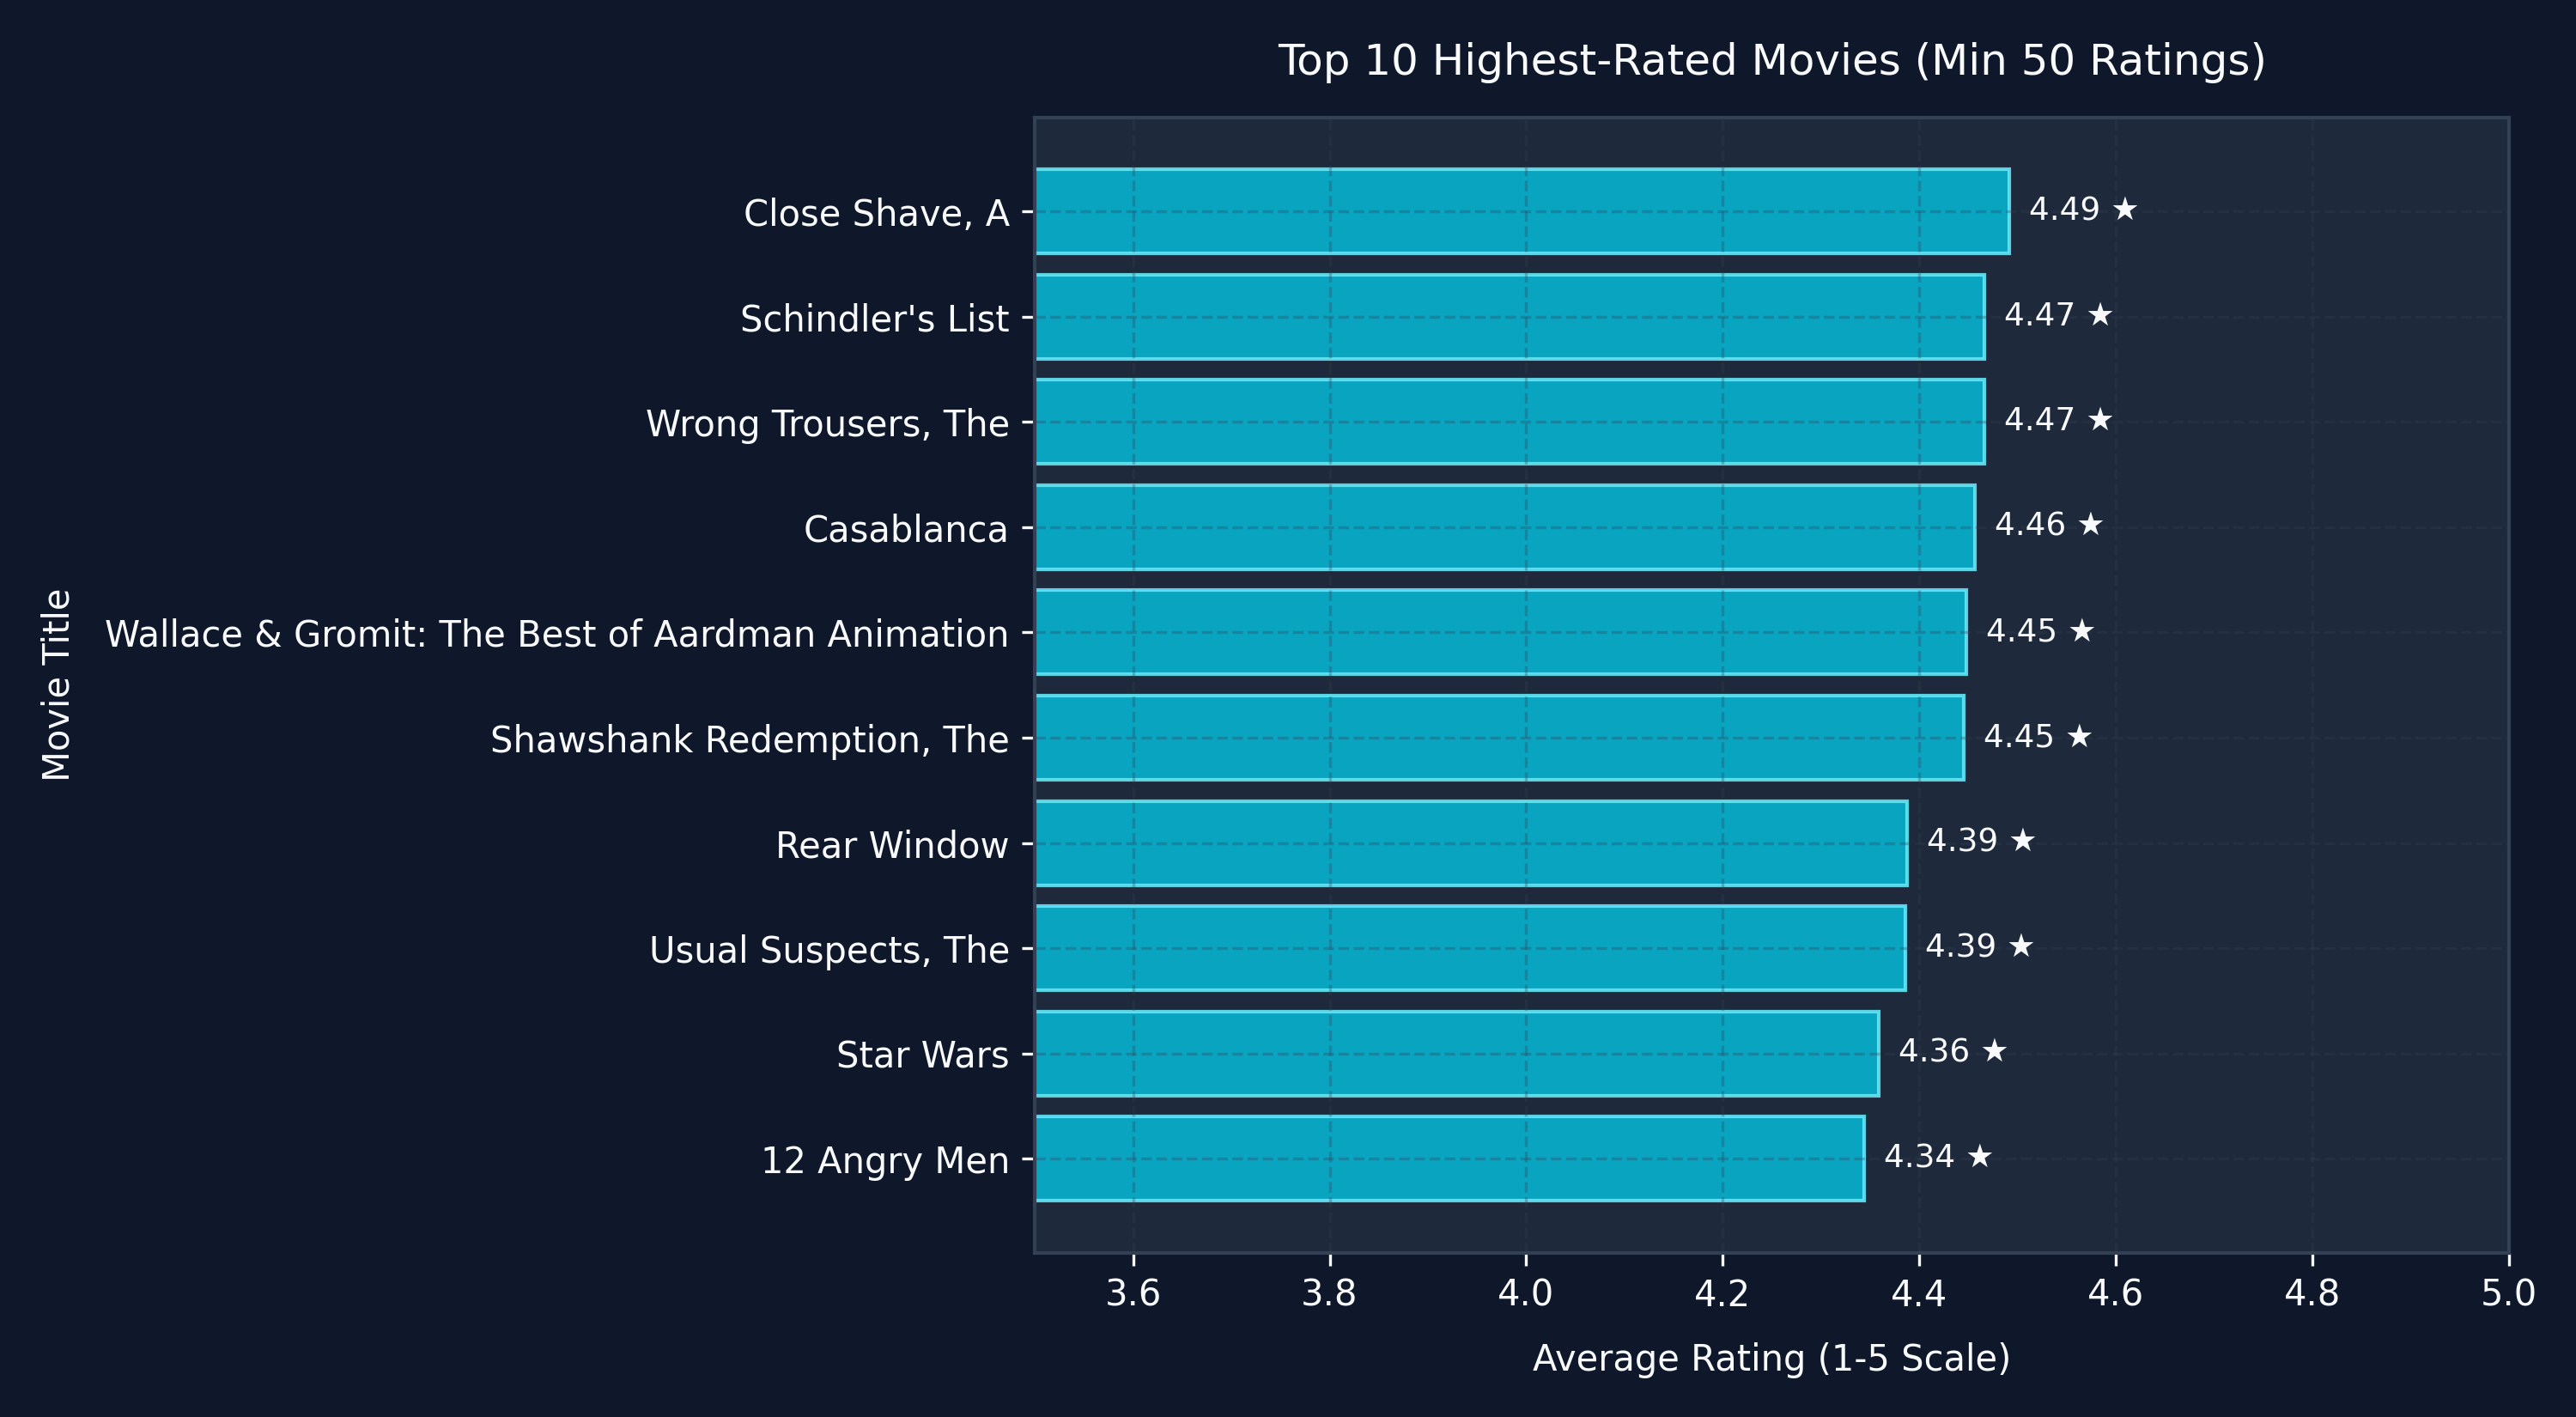 Top 10 Highest-Rated Movies (Min 50 Ratings)
Movie Title
Close Shave, A
4.49 ★
Schindler's List
4.47 ★
Wrong Trousers, The
4.47 ★
Casablanca
4.46 ★
Wallace & Gromit: The Best of Aardman Animation
4.45 ★
Shawshank Redemption, The
4.45 ★
Rear Window
4.39 ★
Usual Suspects, The
4.39 ★
Star Wars
4.36 ★
12 Angry Men
4.34 ★
3.6 3.8 4.0 4.2 4.4 4.6 4.8 5.0
Average Rating (1-5 Scale)